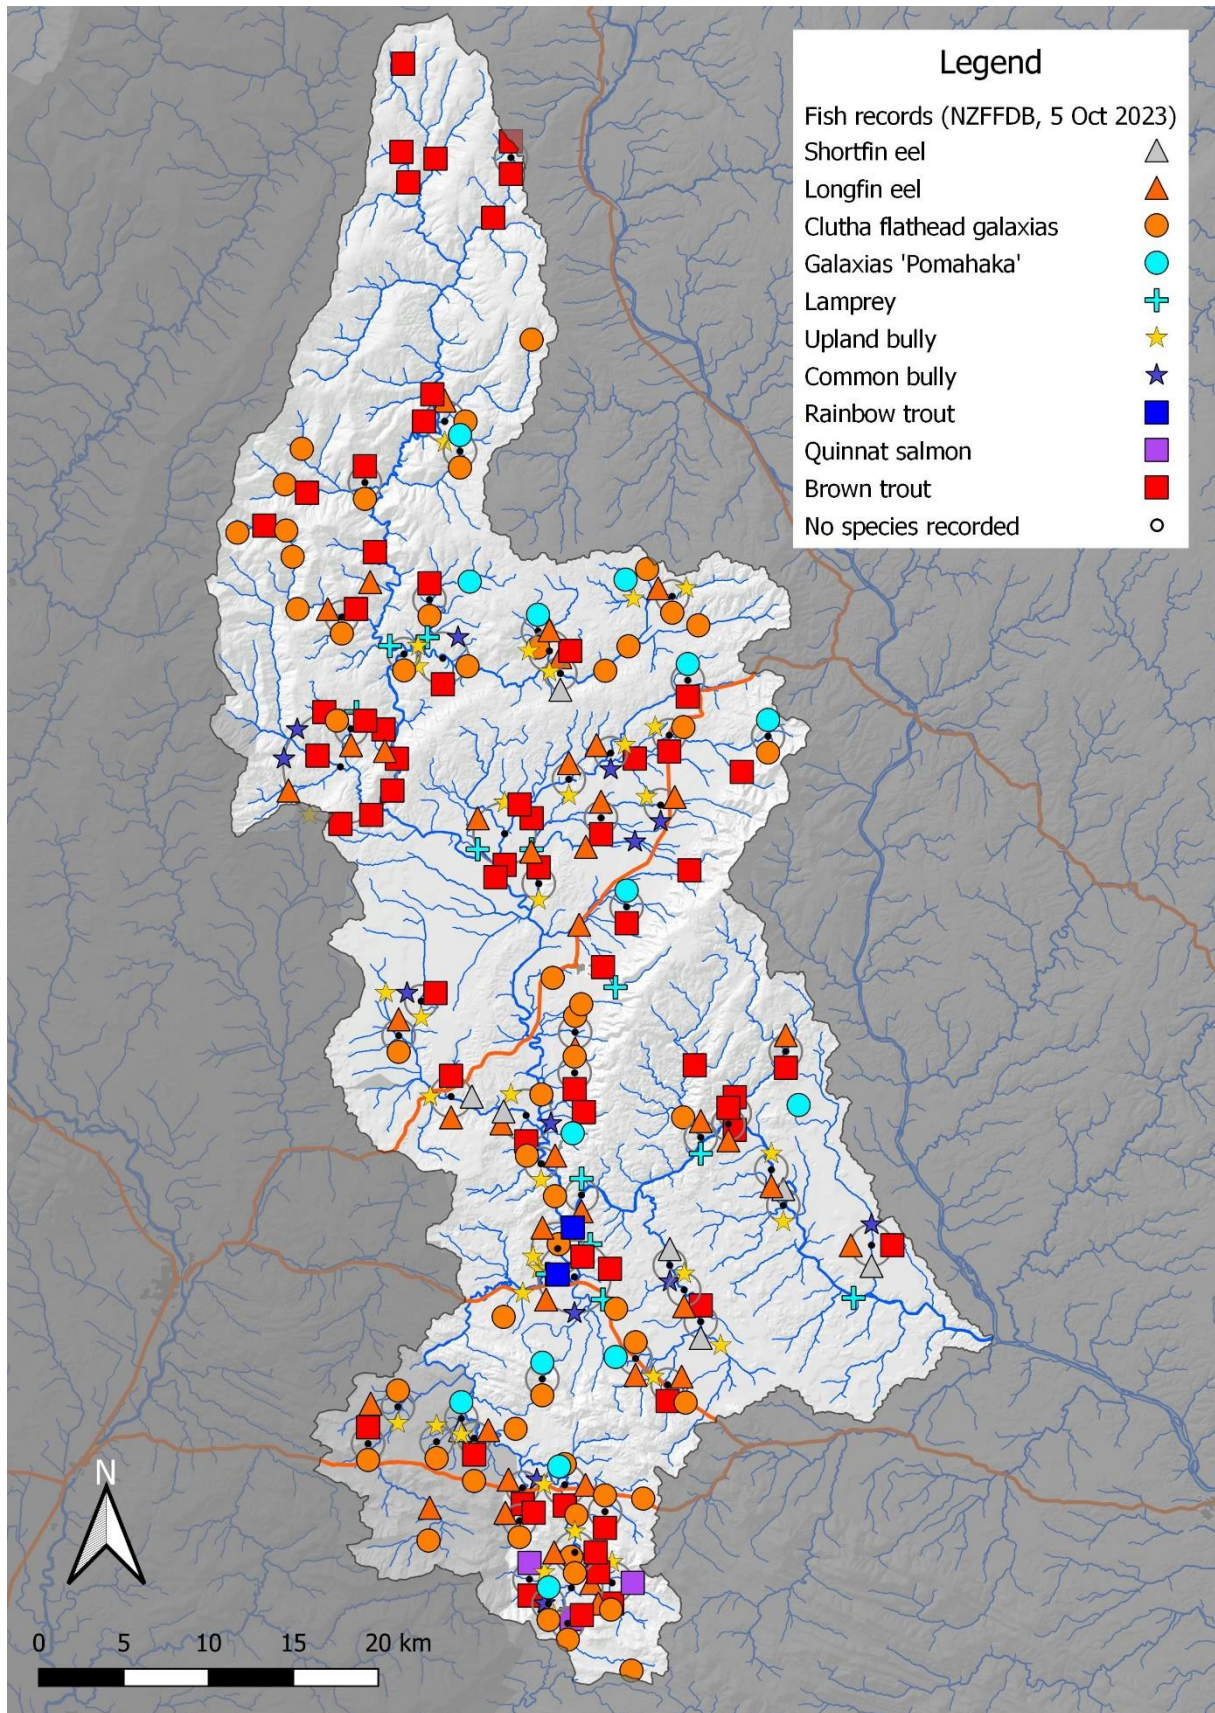 Legend
Fish records (NZFFDB, 5 Oct 2023)
Shortfin eel
Longfin eel
Clutha flathead galaxias
Galaxias 'Pomahaka'
Lamprey
Upland bully
Common bully
Rainbow trout
Quinnat salmon
Brown trout
No species recorded
N
0 5 10 15 20 km